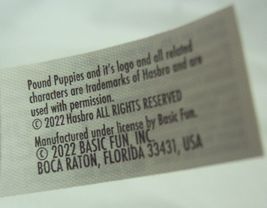 Pound Puppies and it's logo and all related
characters are trademarks of Hasbro and are
used with permission.
© 2022 Hasbro ALL RIGHTS RESERVED
Manufactured under license by Basic Fun.
© 2022 BASIC FUN, INC.
BOCA RATON, FLORIDA 33431, USA